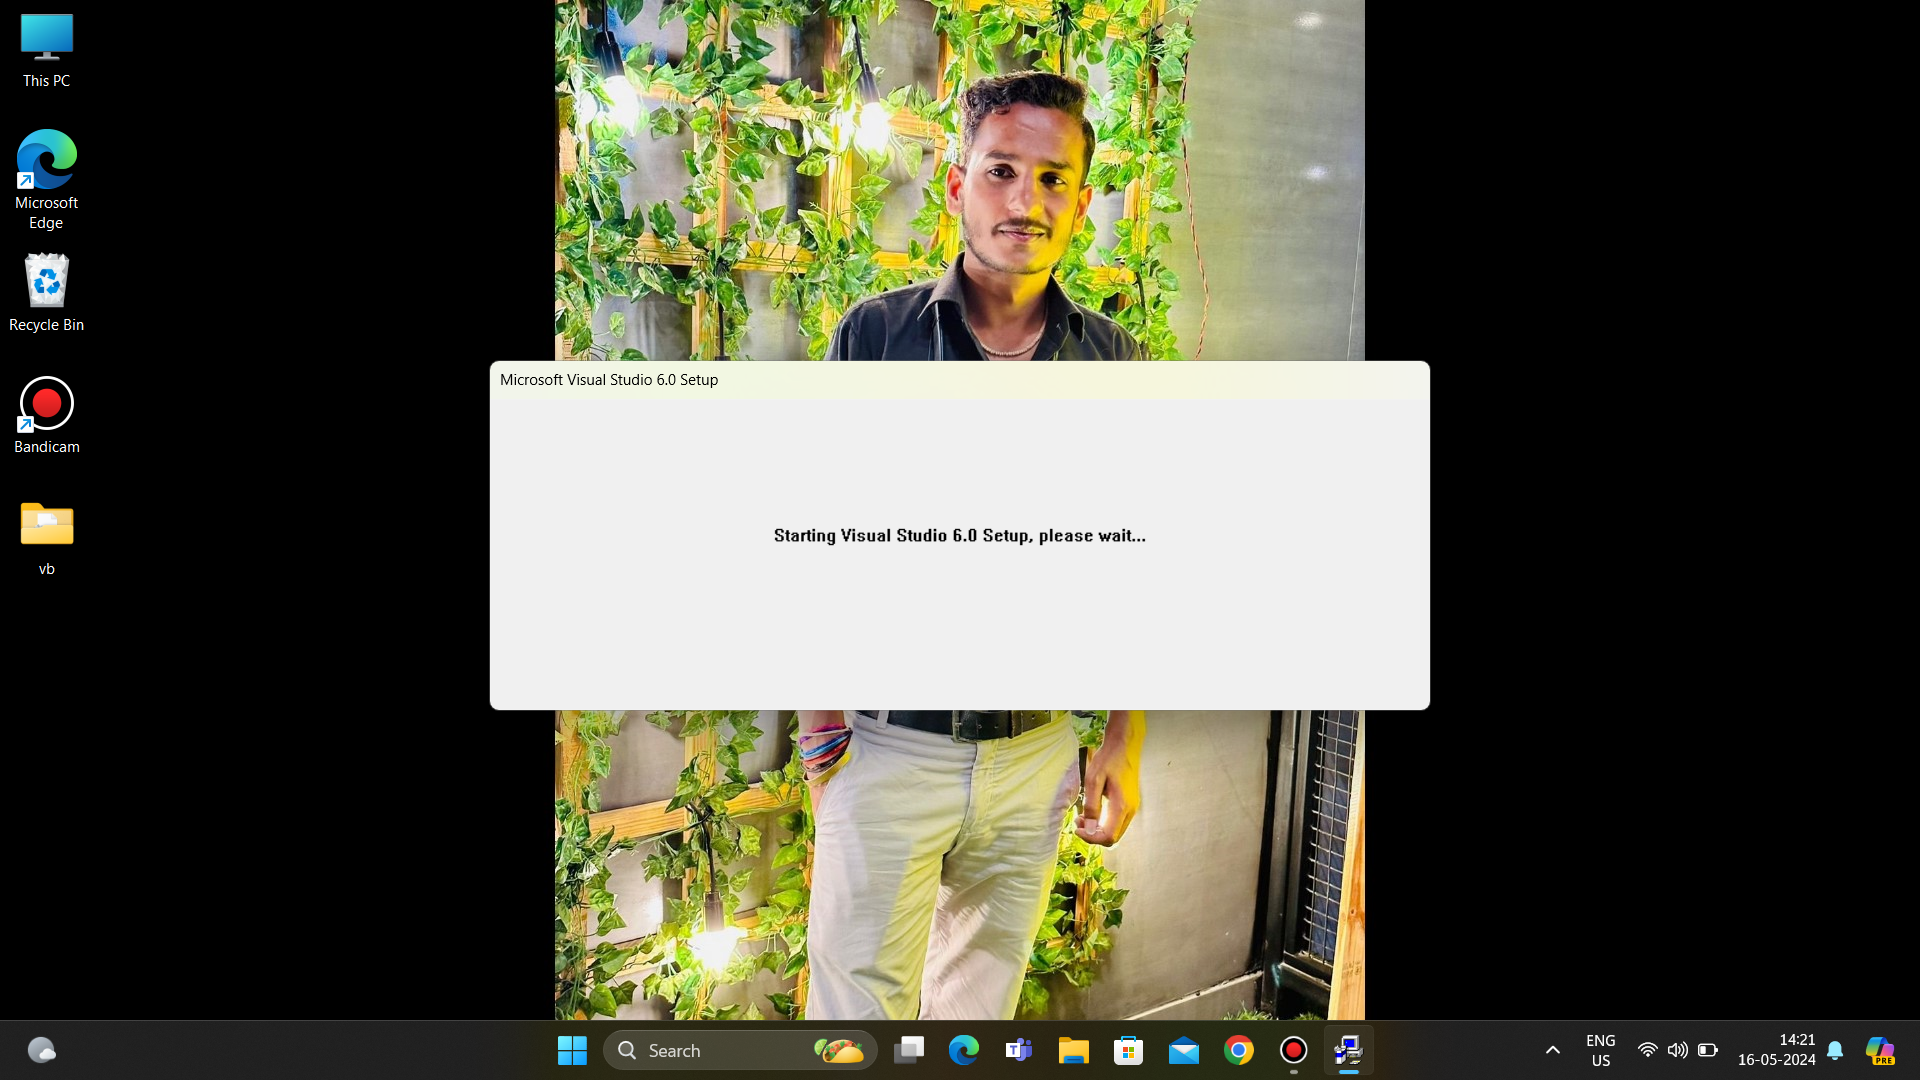 This PC
Microsoft
Edge
Recycle Bin
Bandicam
vb
Microsoft Visual Studio 6.0 Setup
Starting Visual Studio 6.0 Setup, please wait...
Search
T
ENG
US
14:21
16-05-2024
PRE